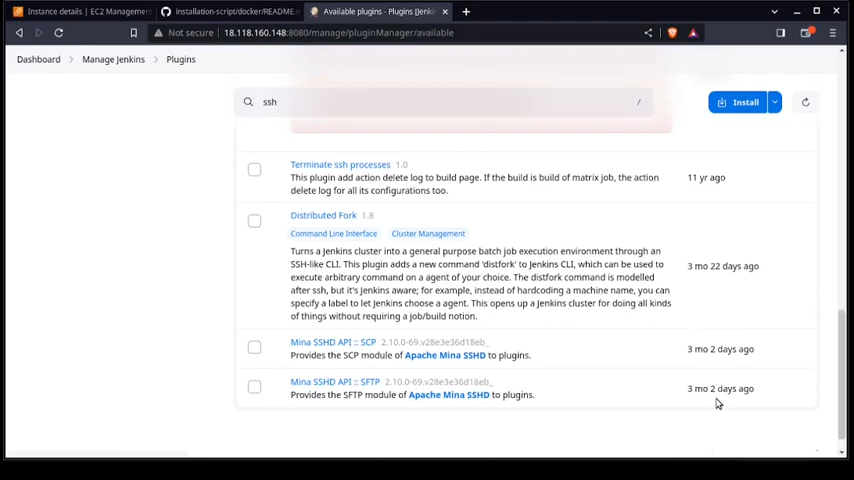 Instance details | EC2 Management
installation-script/docker/README.m
Available plugins - Plugins [Jenki
Not secure 18.118.160.148:8080/manage/pluginManager/available
Dashboard > Manage Jenkins > Plugins
ssh /
Install
Terminate ssh processes 1.0
This plugin add action delete log to build page. If the build is build of matrix job, the action
delete log for all its configurations too.
11 yr ago
Distributed Fork 1.8
Command Line Interface Cluster Management
Turns a Jenkins cluster into a general purpose batch job execution environment through an
SSH-like CLI. This plugin adds a new command 'distfork' to Jenkins CLI, which can be used to
execute arbitrary command on a agent of your choice. The distfork command is modelled
after ssh, but it's Jenkins aware; for example, instead of hardcoding a machine name, you can
specify a label to let Jenkins choose a agent. This opens up a Jenkins cluster for doing all kinds
of things without requiring a job/build notion.
3 mo 22 days ago
Mina SSHD API :: SCP 2.10.0-69.v28e3e36d18eb_
Provides the SCP module of Apache Mina SSHD to plugins.
3 mo 2 days ago
Mina SSHD API :: SFTP 2.10.0-69.v28e3e36d18eb_
Provides the SFTP module of Apache Mina SSHD to plugins.
3 mo 2 days ago